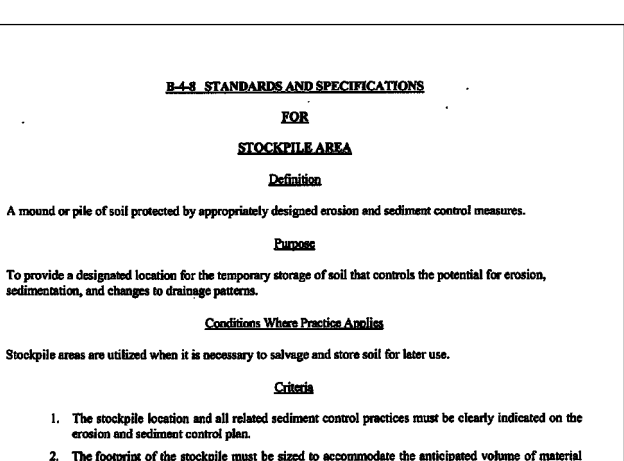 B-4-8 STANDARDS AND SPECIFICATIONS
FOR
STOCKPILE AREA
Definition
A mound or pile of soil protected by appropriately designed erosion and sediment control measures.
Purpose
To provide a designated location for the temporary storage of soil that controls the potential for erosion,
sedimentation, and changes to drainage patterns.
Conditions Where Practice Applies
Stockpile areas are utilized when it is necessary to salvage and store soil for later use.
Criteria
1. The stockpile location and all related sediment control practices must be clearly indicated on the
erosion and sediment control plan.
2. The footprint of the stockpile must be sized to accommodate the anticipated volume of material